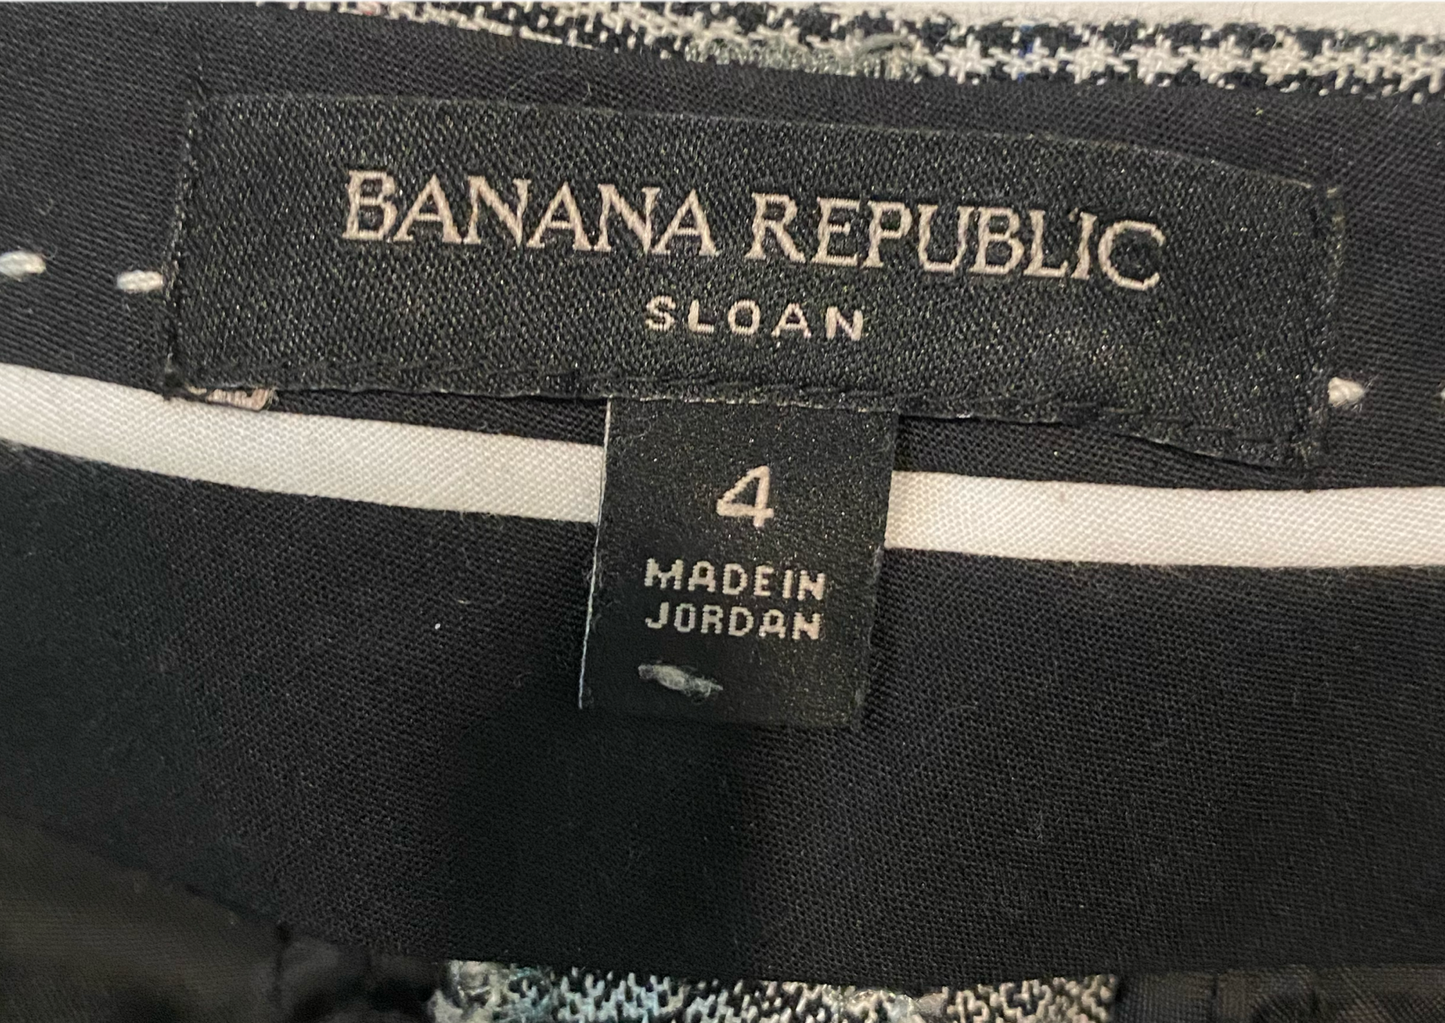 BANANA REPUBLIC
SLOAN
4
MADE IN
JORDAN